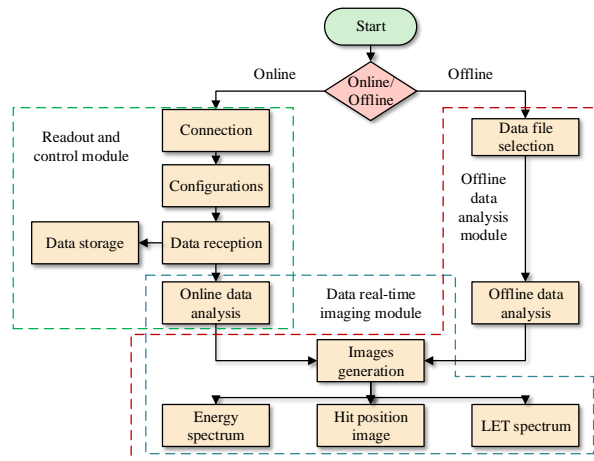 Start
Online
Online/
Offline
Offline
Readout and
control module
Connection
Data file
selection
Configurations
Offline
data
analysis
module
Data storage
Data reception
Online data
analysis
Data real-time
imaging module
Offline data
analysis
Images
generation
Energy
spectrum
Hit position
image
LET spectrum